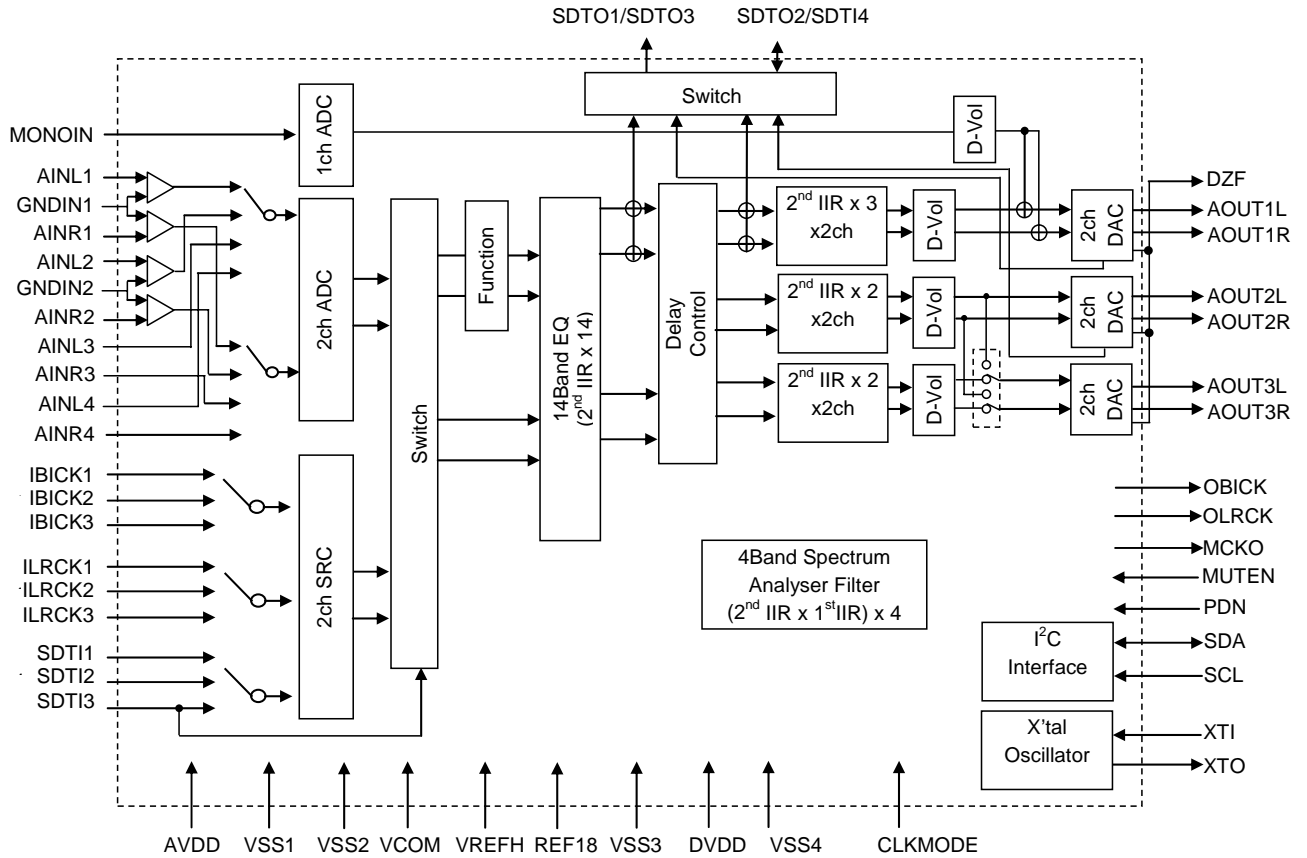 SDTO1/SDTO3
SDTO2/SDTI4
Switch
MONOIN
1ch ADC
D-Vol
AINL1
GNDIN1
AINR1
AINL2
GNDIN2
AINR2
AINL3
AINR3
AINL4
AINR4
2ch ADC
Switch
Function
14Band EQ
(2nd IIR x 14)
Delay
Control
2nd IIR x 3
x2ch
D-Vol
2ch
DAC
2nd IIR x 2
x2ch
D-Vol
2ch
DAC
2nd IIR x 2
x2ch
D-Vol
2ch
DAC
DZF
AOUT1L
AOUT1R
AOUT2L
AOUT2R
AOUT3L
AOUT3R
IBICK1
IBICK2
IBICK3
ILRCK1
ILRCK2
ILRCK3
SDTI1
SDTI2
SDTI3
2ch SRC
4Band Spectrum
Analyser Filter
(2nd IIR x 1stIIR) x 4
OBICK
OLRCK
MCKO
MUTEN
PDN
I2C
Interface
SDA
SCL
X'tal
Oscillator
XTI
XTO
AVDD
VSS1
VSS2
VCOM
VREFH
REF18
VSS3
DVDD
VSS4
CLKMODE